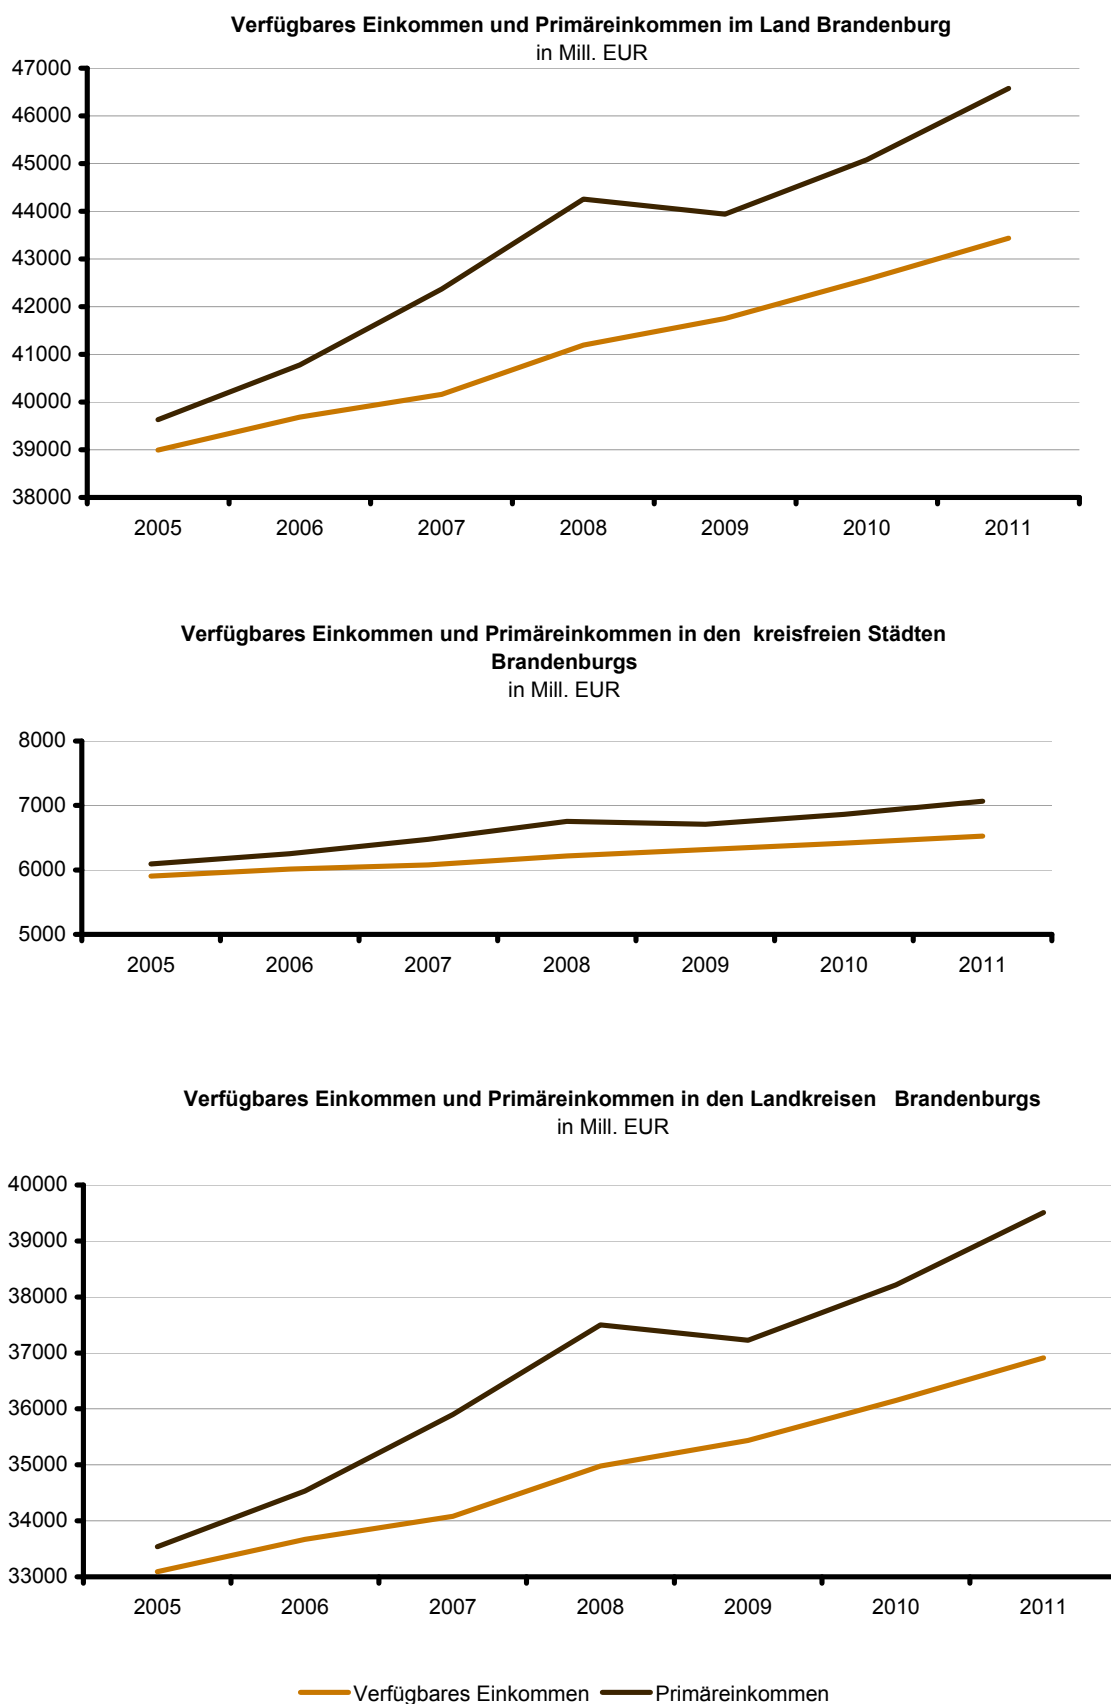 Verfügbares Einkommen und Primäreinkommen im Land Brandenburg
in Mill. EUR
47000
46000
45000
44000
43000
42000
41000
40000
39000
38000
2005 2006 2007 2008 2009 2010 2011
Verfügbares Einkommen und Primäreinkommen in den kreisfreien Städten
Brandenburgs
in Mill. EUR
8000
7000
6000
5000
2005 2006 2007 2008 2009 2010 2011
Verfügbares Einkommen und Primäreinkommen in den Landkreisen Brandenburgs
in Mill. EUR
40000
39000
38000
37000
36000
35000
34000
33000
2005 2006 2007 2008 2009 2010 2011
Verfügbares Einkommen Primäreinkommen